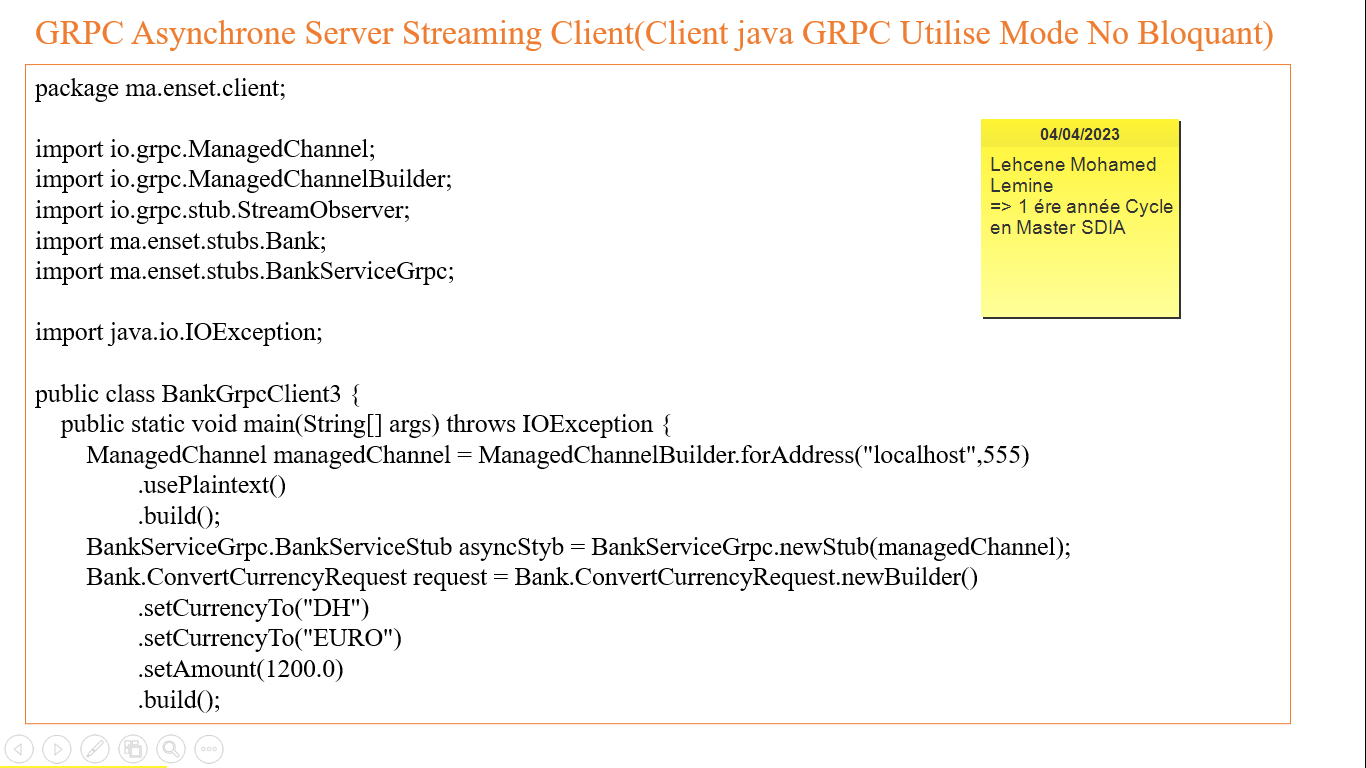 GRPC Asynchrone Server Streaming Client(Client java GRPC Utilise Mode No Bloquant)
package ma.enset.client;
import io.grpc.ManagedChannel;
import io.grpc.ManagedChannelBuilder;
import io.grpc.stub.StreamObserver;
import ma.enset.stubs.Bank;
import ma.enset.stubs.BankServiceGrpc;
import java.io.IOException;
public class BankGrpcClient3 {
public static void main(String[] args) throws IOException {
ManagedChannel managedChannel = ManagedChannelBuilder.forAddress("localhost",555)
.usePlaintext()
.build();
BankServiceGrpc.BankServiceStub asyncStyb = BankServiceGrpc.newStub(managedChannel);
Bank.ConvertCurrencyRequest request = Bank.ConvertCurrencyRequest.newBuilder()
.setCurrencyTo("DH")
.setCurrencyTo("EURO")
.setAmount(1200.0)
.build();
04/04/2023
Lehcene Mohamed
Lemine
=> 1 ére année Cycle
en Master SDIA